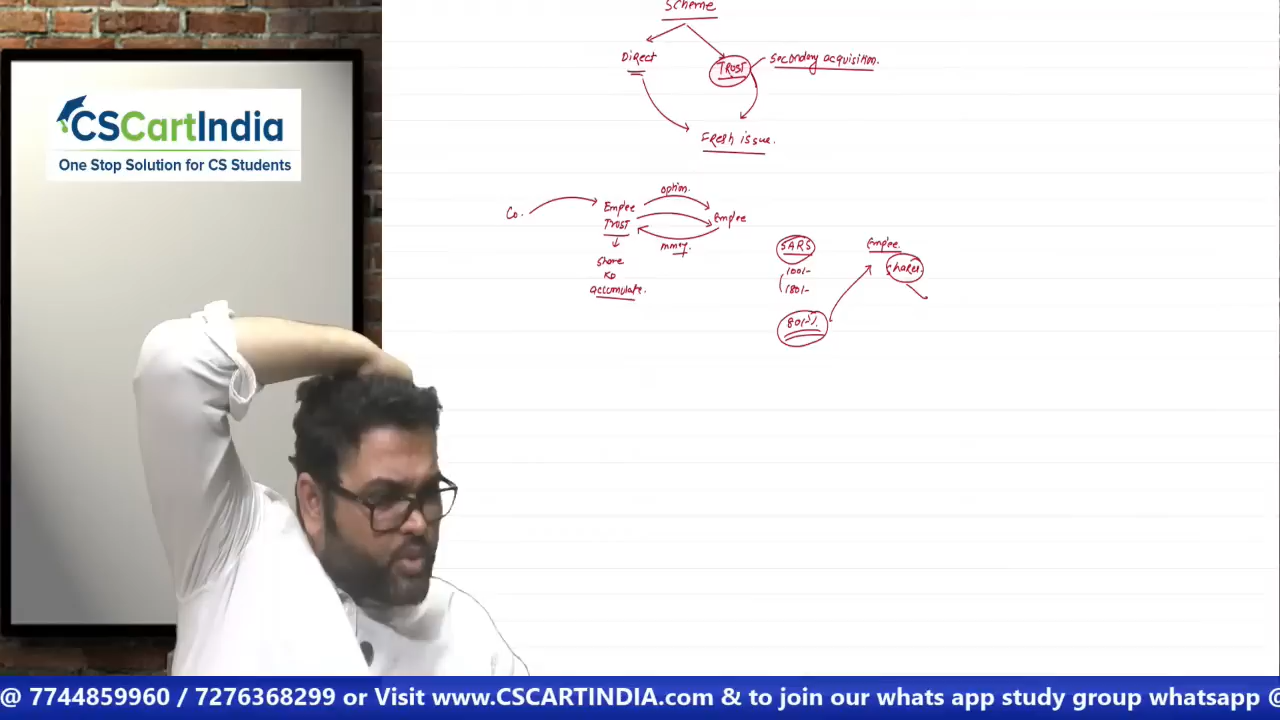 CSCartIndia
One Stop Solution for CS Students
Scheme
Direct
TRUST
Secondary acquisition.
Fresh issue.
Co.
Emplee
TRUST
option.
Emplee
money.
Share
KO
accumulate.
SARS
100/-
180/-
Emplee.
Shares.
@ 7744859960 / 7276368299 or Visit www.CSCARTINDIA.com & to join our whats app study group whatsapp @